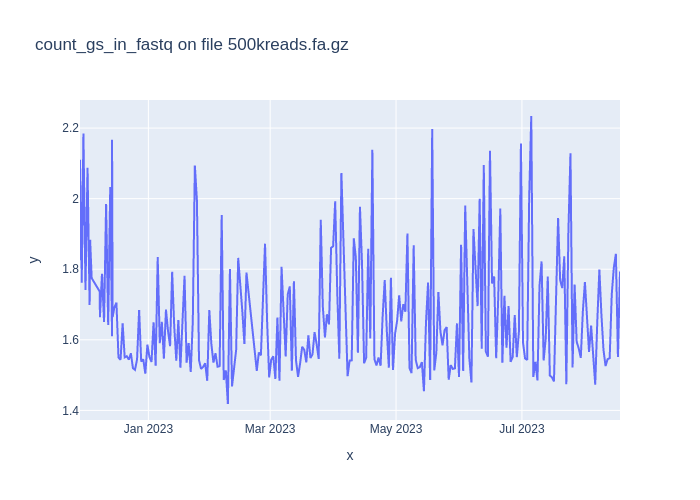 count_gs_in_fastq on file 500kreads.fa.gz
2.2
2
1.8
1.6
1.4
y
Jan 2023
Mar 2023
May 2023
Jul 2023
x